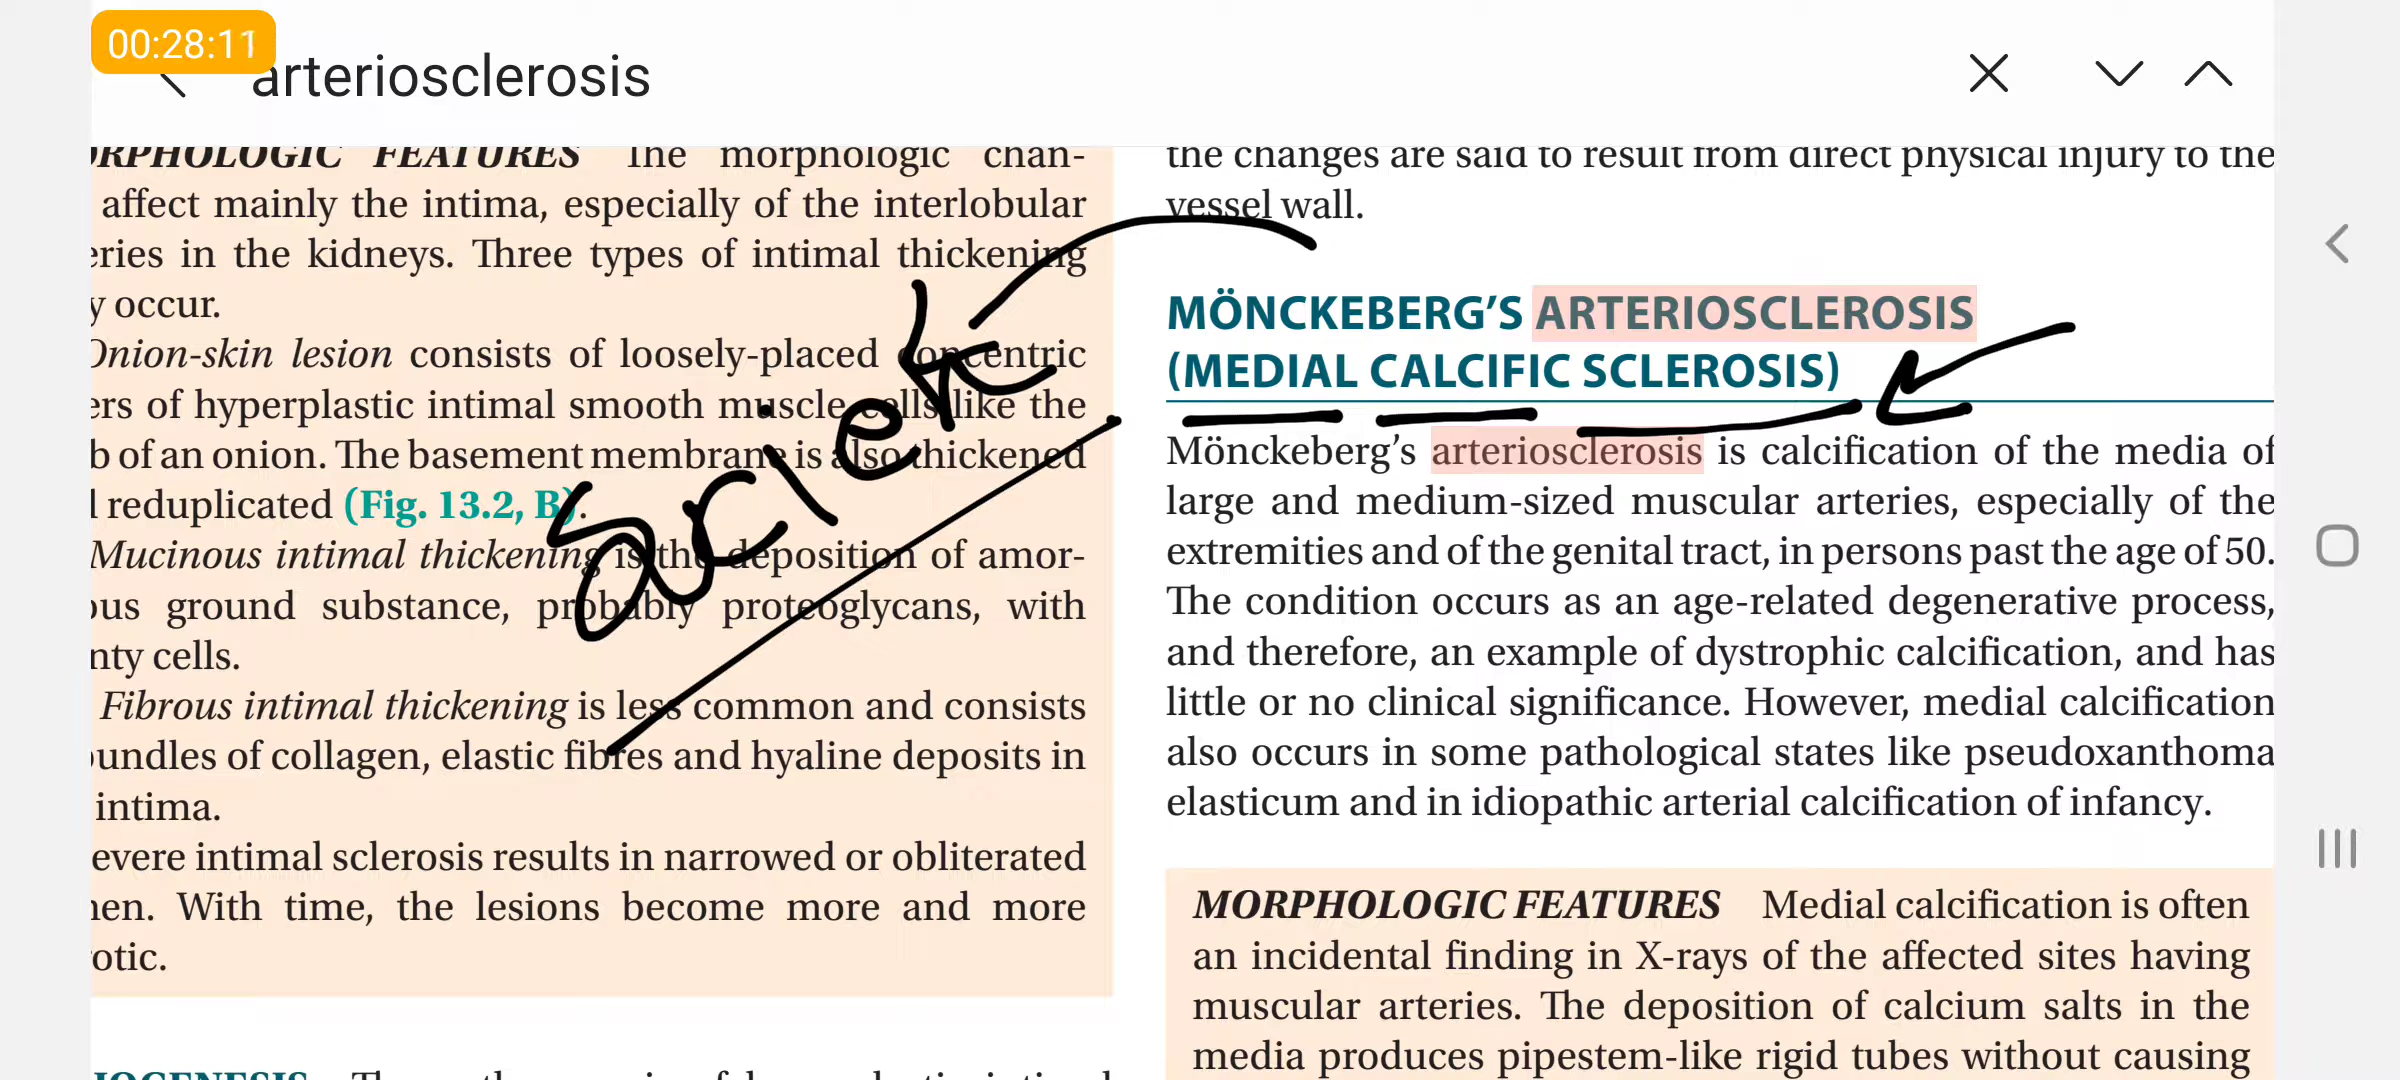 00:28:11
arteriosclerosis
ORPHOLOGIC FEATURES The morphologic chan-
affect mainly the intima, especially of the interlobular
eries in the kidneys. Three types of intimal thickening
y occur.
Onion-skin lesion consists of loosely-placed concentric
ers of hyperplastic intimal smooth muscle cells like the
b of an onion. The basement membrane is also thickened
l reduplicated (Fig. 13.2, B).
Mucinous intimal thickening is the deposition of amor-
ous ground substance, probably proteoglycans, with
nty cells.
Fibrous intimal thickening is less common and consists
bundles of collagen, elastic fibres and hyaline deposits in
intima.
evere intimal sclerosis results in narrowed or obliterated
nen. With time, the lesions become more and more
otic.
IOGENESIS
the changes are said to result from direct physical injury to the
vessel wall.
MÖNCKEBERG'S ARTERIOSCLEROSIS
(MEDIAL CALCIFIC SCLEROSIS)
Mönckeberg's arteriosclerosis is calcification of the media of
large and medium-sized muscular arteries, especially of the
extremities and of the genital tract, in persons past the age of 50.
The condition occurs as an age-related degenerative process,
and therefore, an example of dystrophic calcification, and has
little or no clinical significance. However, medial calcification
also occurs in some pathological states like pseudoxanthoma
elasticum and in idiopathic arterial calcification of infancy.
MORPHOLOGIC FEATURES Medial calcification is often
an incidental finding in X-rays of the affected sites having
muscular arteries. The deposition of calcium salts in the
media produces pipestem-like rigid tubes without causing